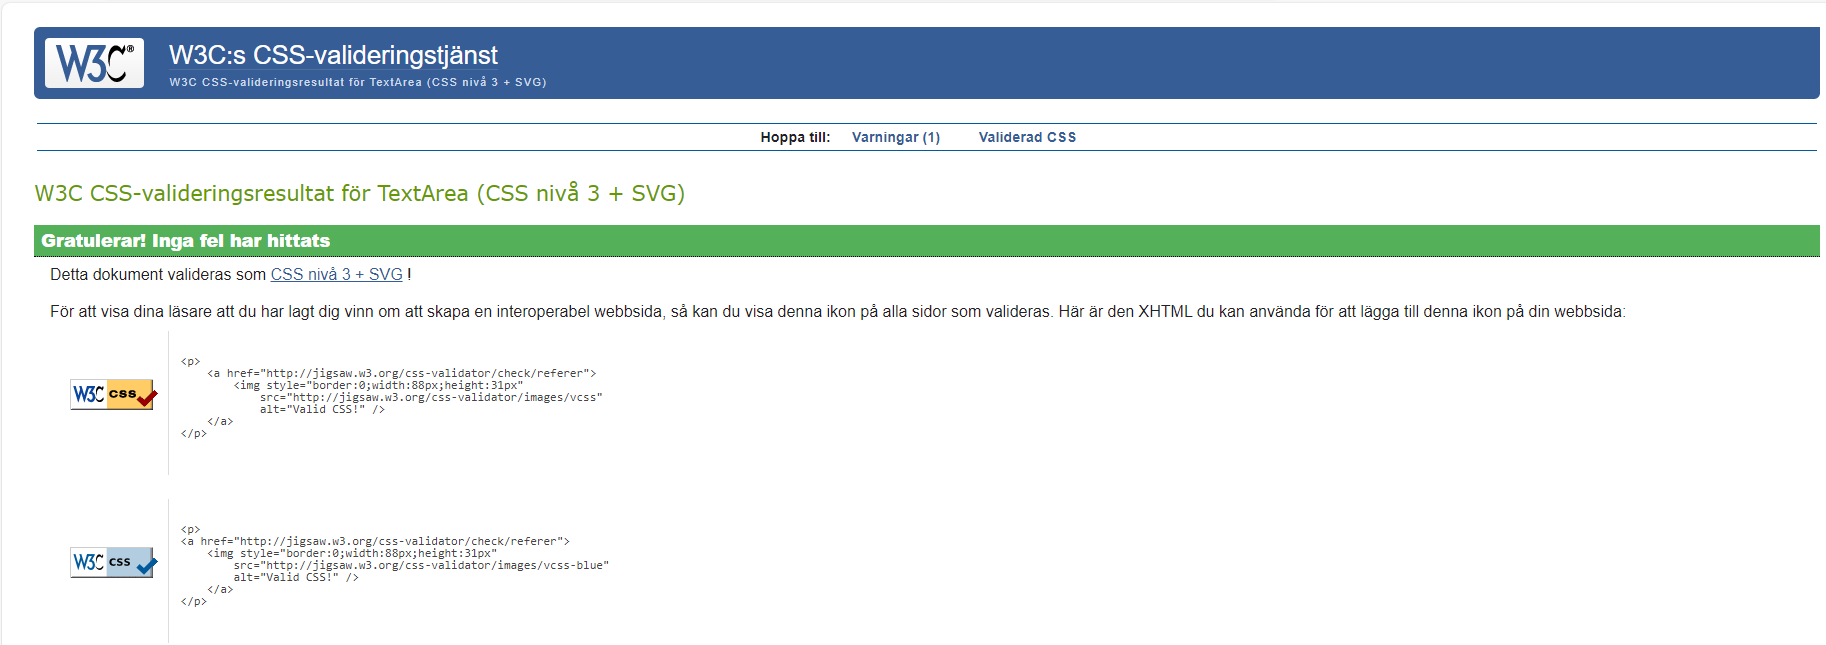 W3C®
W3C:s CSS-valideringstjänst
W3C CSS-valideringsresultat för TextArea (CSS nivå 3 + SVG)
Hoppa till: Varningar (1) Validerad CSS
W3C CSS-valideringsresultat för TextArea (CSS nivå 3 + SVG)
Gratulerar! Inga fel har hittats
Detta dokument valideras som CSS nivå 3 + SVG !
För att visa dina läsare att du har lagt dig vinn om att skapa en interoperabel webbsida, så kan du visa denna ikon på alla sidor som valideras. Här är den XHTML du kan använda för att lägga till denna ikon på din webbsida:
W3C css
<p>
    <a href="http://jigsaw.w3.org/css-validator/check/referer">
        <img style="border:0;width:88px;height:31px"
            src="http://jigsaw.w3.org/css-validator/images/vcss"
            alt="Valid CSS!" />
    </a>
</p>
W3C css
<p>
<a href="http://jigsaw.w3.org/css-validator/check/referer">
    <img style="border:0;width:88px;height:31px"
        src="http://jigsaw.w3.org/css-validator/images/vcss-blue"
        alt="Valid CSS!" />
    </a>
</p>